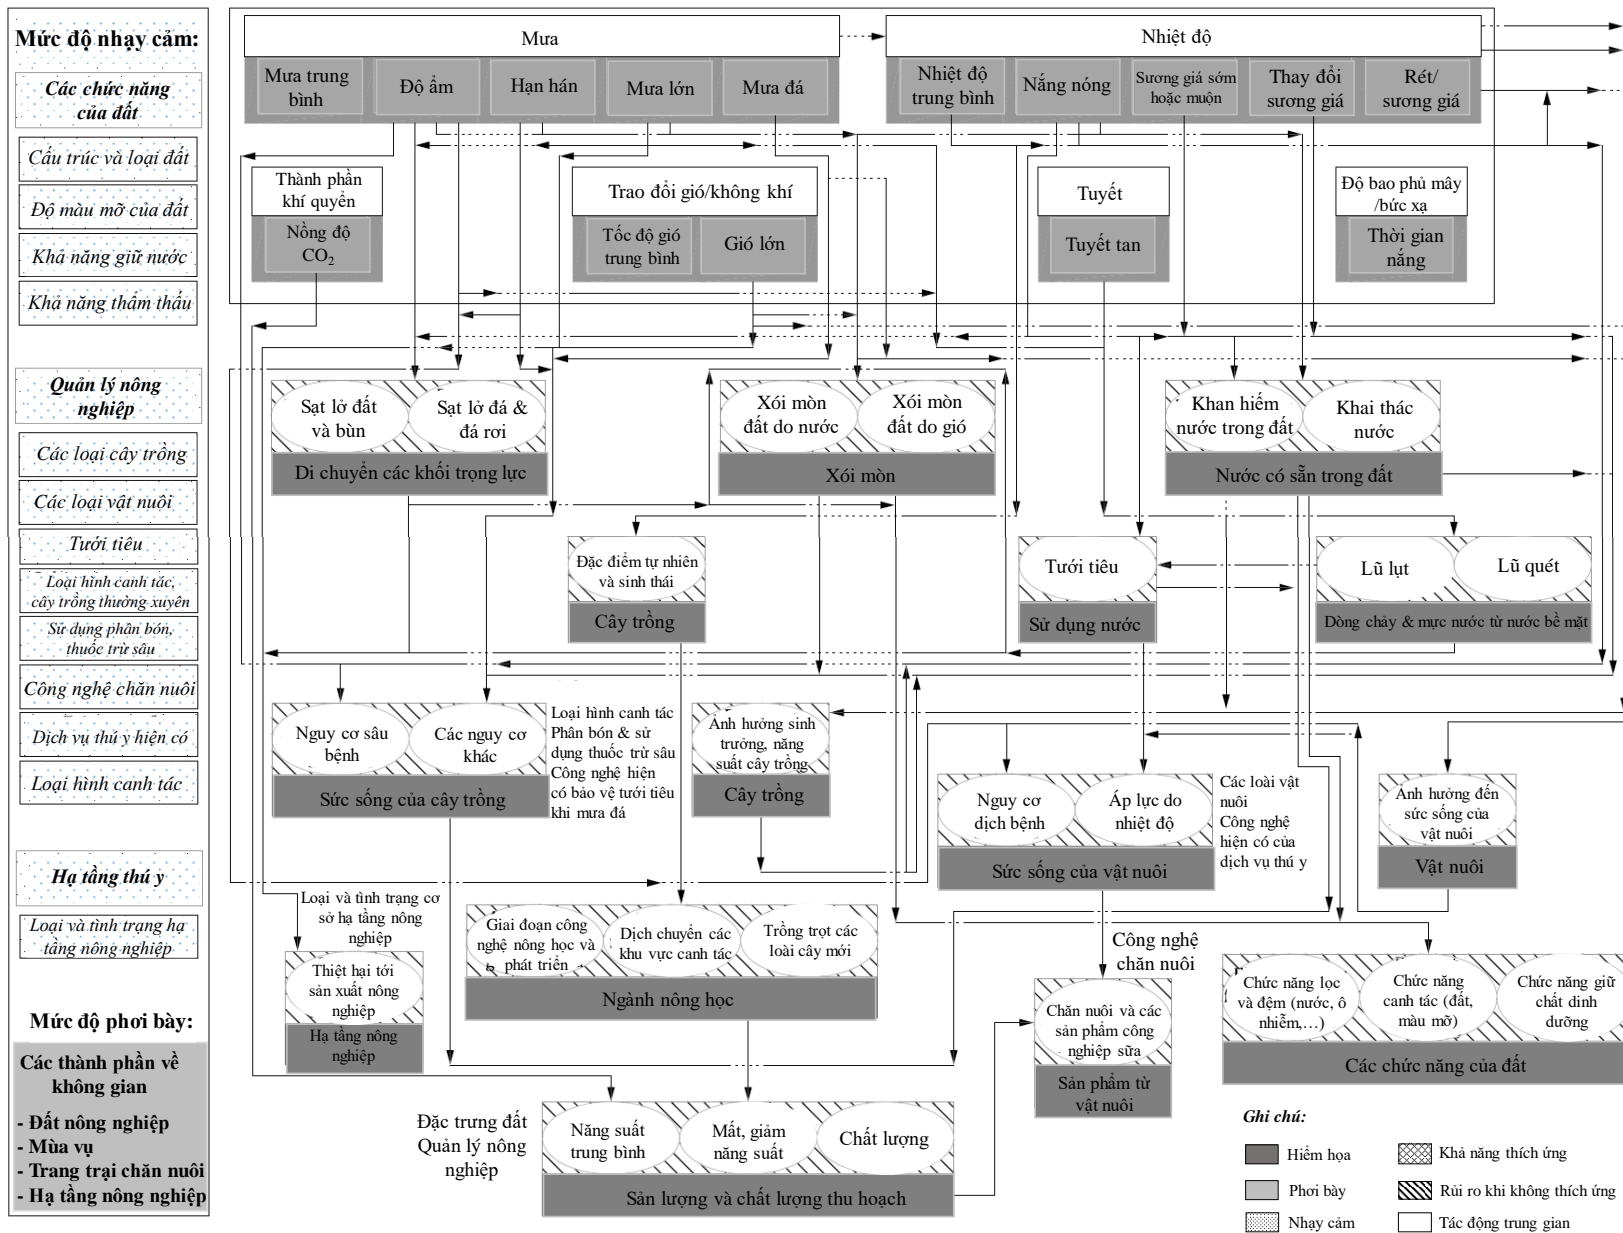 Mức độ nhạy cảm:
Các chức năng
của đất
Cấu trúc và loại đất
Độ màu mỡ của đất
Khả năng giữ nước
Khả năng thẩm thấu
Quản lý nông
nghiệp
Các loại cây trồng
Các loại vật nuôi
Tưới tiêu
Loại hình canh tác,
cây trồng thường xuyên
Sử dụng phân bón,
thuốc trừ sâu
Công nghệ chăn nuôi
Dịch vụ thú y hiện có
Loại hình canh tác
Hạ tầng thú y
Loại và tình trạng hạ
tầng nông nghiệp
Mức độ phơi bày:
Các thành phần về
không gian
- Đất nông nghiệp
- Mùa vụ
- Trang trại chăn nuôi
- Hạ tầng nông nghiệp
Mưa
Mưa trung
bình
Độ ẩm
Hạn hán
Mưa lớn
Mưa đá
Nhiệt độ
Nhiệt độ
trung bình
Nắng nóng
Sương giá sớm
hoặc muộn
Thay đổi
sương giá
Rét/
sương giá
Thành phần
khí quyển
Nồng độ
CO2
Trao đổi gió/không khí
Tốc độ gió
trung bình
Gió lớn
Tuyết
Tuyết tan
Độ bao phủ mây
/bức xạ
Thời gian
nắng
Sạt lở đất
và bùn
Sạt lở đá &
đá rơi
Di chuyển các khối trọng lực
Xói mòn
đất do nước
Xói mòn
đất do gió
Xói mòn
Khan hiếm
nước trong đất
Khai thác
nước
Nước có sẵn trong đất
Đặc điểm tự nhiên
và sinh thái
Cây trồng
Tưới tiêu
Sử dụng nước
Lũ lụt
Lũ quét
Dòng chảy & mực nước từ nước bề mặt
Nguy cơ sâu
bệnh
Các nguy cơ
khác
Sức sống của cây trồng
Loại hình canh tác
Phân bón & sử
dụng thuốc trừ sâu
Công nghệ hiện
có bảo vệ tưới tiêu
khi mưa đá
Ảnh hưởng sinh
trưởng, năng
suất cây trồng
Cây trồng
Nguy cơ
dịch bệnh
Áp lực do
nhiệt độ
Sức sống của vật nuôi
Các loài vật
nuôi
Công nghệ
hiện có của
dịch vụ thú y
Ảnh hưởng đến
sức sống của
vật nuôi
Vật nuôi
Loại và tình trạng cơ
sở hạ tầng nông
nghiệp
Thiệt hại tới
sản xuất nông
nghiệp
Hạ tầng nông
nghiệp
Giai đoạn công
nghệ nông học và
phát triển
Dịch chuyển các
khu vực canh tác
Trồng trọt các
loài cây mới
Ngành nông học
Công nghệ
chăn nuôi
Chăn nuôi và các
sản phẩm công
nghiệp sữa
Sản phẩm từ
vật nuôi
Chức năng lọc
và đệm (nước, ô
nhiễm,…)
Chức năng
canh tác (đất,
màu mỡ)
Chức năng giữ
chất dinh
dưỡng
Các chức năng của đất
Đặc trưng đất
Quản lý nông
nghiệp
Năng suất
trung bình
Mất, giảm
năng suất
Chất lượng
Sản lượng và chất lượng thu hoạch
Ghi chú:
Hiểm họa
Khả năng thích ứng
Phơi bày
Rủi ro khi không thích ứng
Nhạy cảm
Tác động trung gian